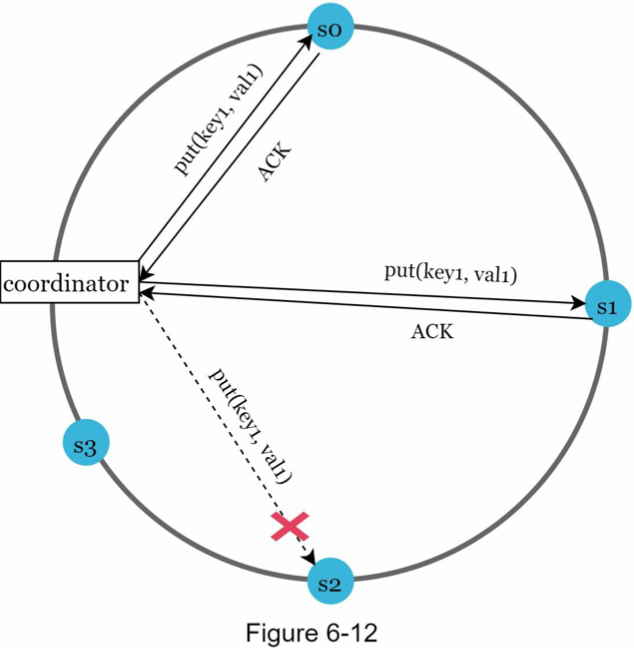 s0
put(key1, val1)
ACK
coordinator
put(key1, val1)
s1
ACK
put(key1, val1)
s3
s2
Figure 6-12